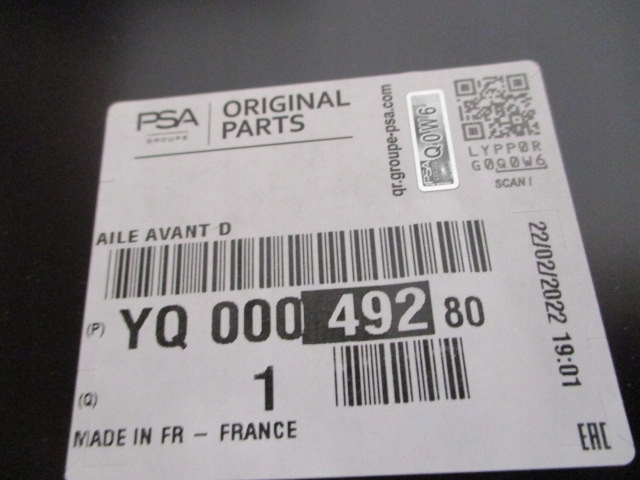 PSA
GROUPE
ORIGINAL
PARTS
qr.groupe-psa.com
PSA Q0W6
LYPP0R
G0Q0W6
SCAN!
AILE AVANT D
(P) YQ 000 492 80
(Q) 1
22/02/2022 19:01
MADE IN FR – FRANCE
EAC